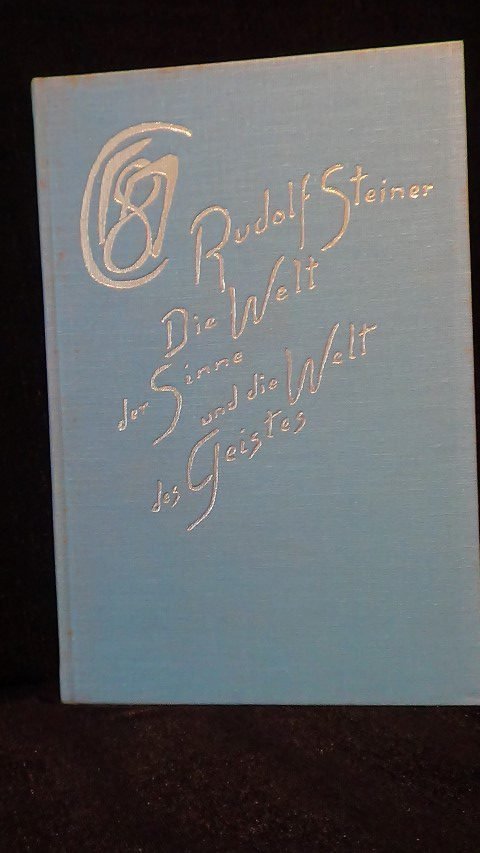 Rudolf Steiner
Die Welt
der Sinne
und die Welt
des Geistes